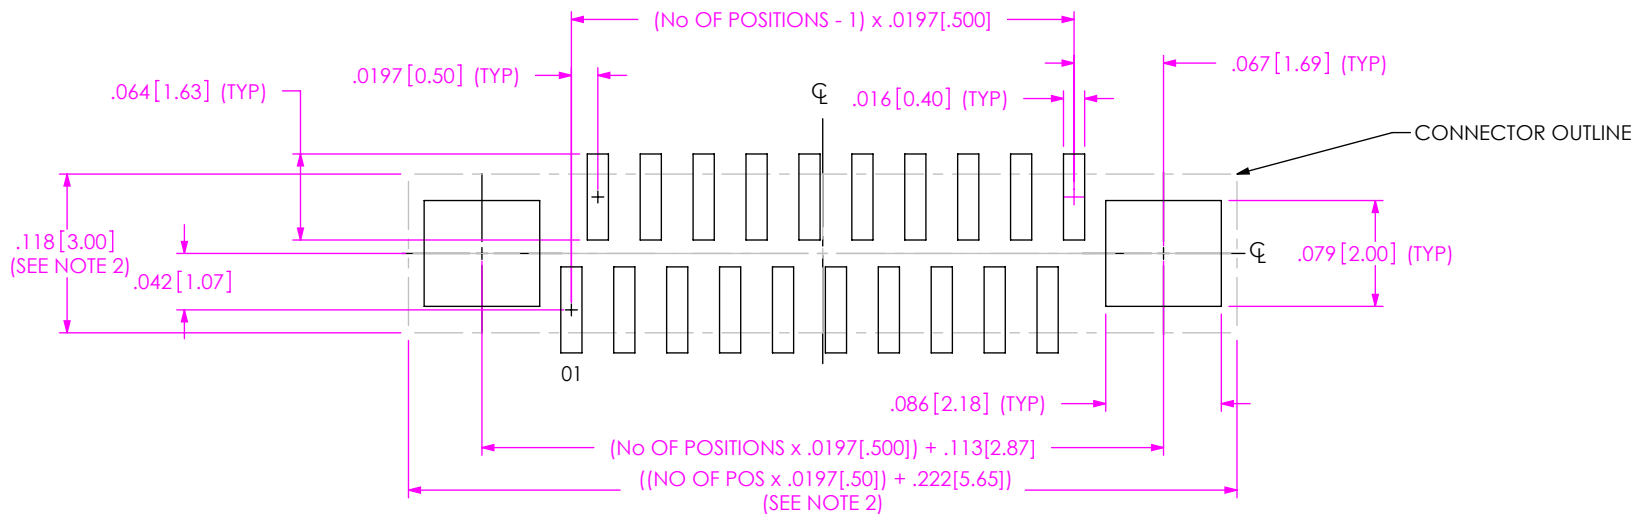 (No OF POSITIONS - 1) x .0197[.500]
.0197[0.50] (TYP)
.067[1.69] (TYP)
.064[1.63] (TYP)
℄
.016[0.40] (TYP)
CONNECTOR OUTLINE
.118[3.00]
(SEE NOTE 2)
℄
.079[2.00] (TYP)
.042[1.07]
01
.086[2.18] (TYP)
(No OF POSITIONS x .0197[.500]) + .113[2.87]
((NO OF POS x .0197[.50]) + .222[5.65])
(SEE NOTE 2)